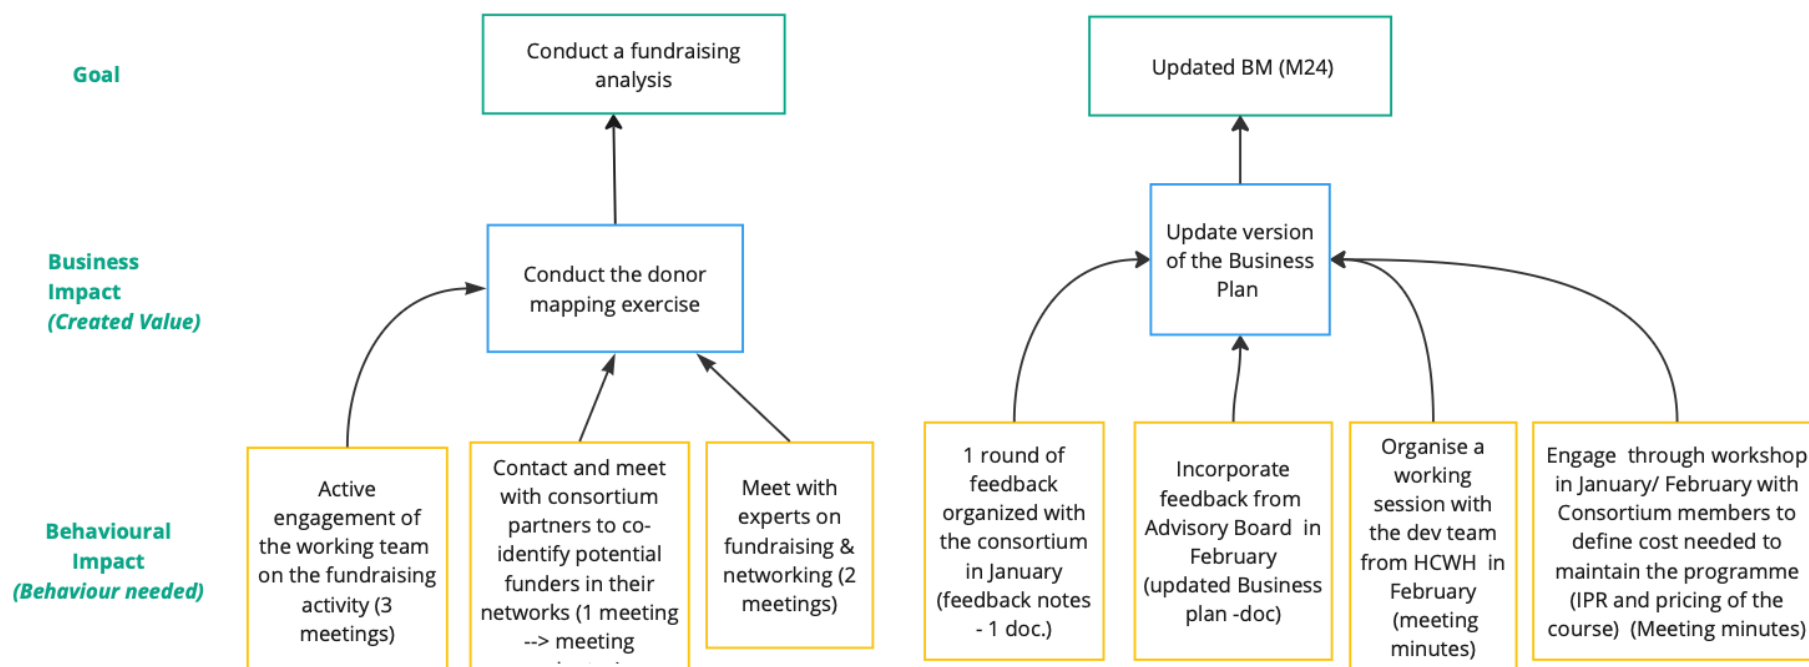 Goal
Conduct a fundraising
analysis
Updated BM (M24)
Business
Impact
(Created Value)
Conduct the donor
mapping exercise
Update version
of the Business
Plan
Behavioural
Impact
(Behaviour needed)
Active
engagement of
the working team
on the fundraising
activity (3
meetings)
Contact and meet
with consortium
partners to co-
identify potential
funders in their
networks (1 meeting
--> meeting
Meet with
experts on
fundraising &
networking (2
meetings)
1 round of
feedback
organized with
the consortium
in January
(feedback notes
- 1 doc.)
Incorporate
feedback from
Advisory Board  in
February
(updated Business
plan -doc)
Organise a
working
session with
the dev team
from HCWH  in
February
(meeting
minutes)
Engage  through workshop
in January/ February with
Consortium members to
define cost needed to
maintain the programme
(IPR and pricing of the
course)  (Meeting minutes)